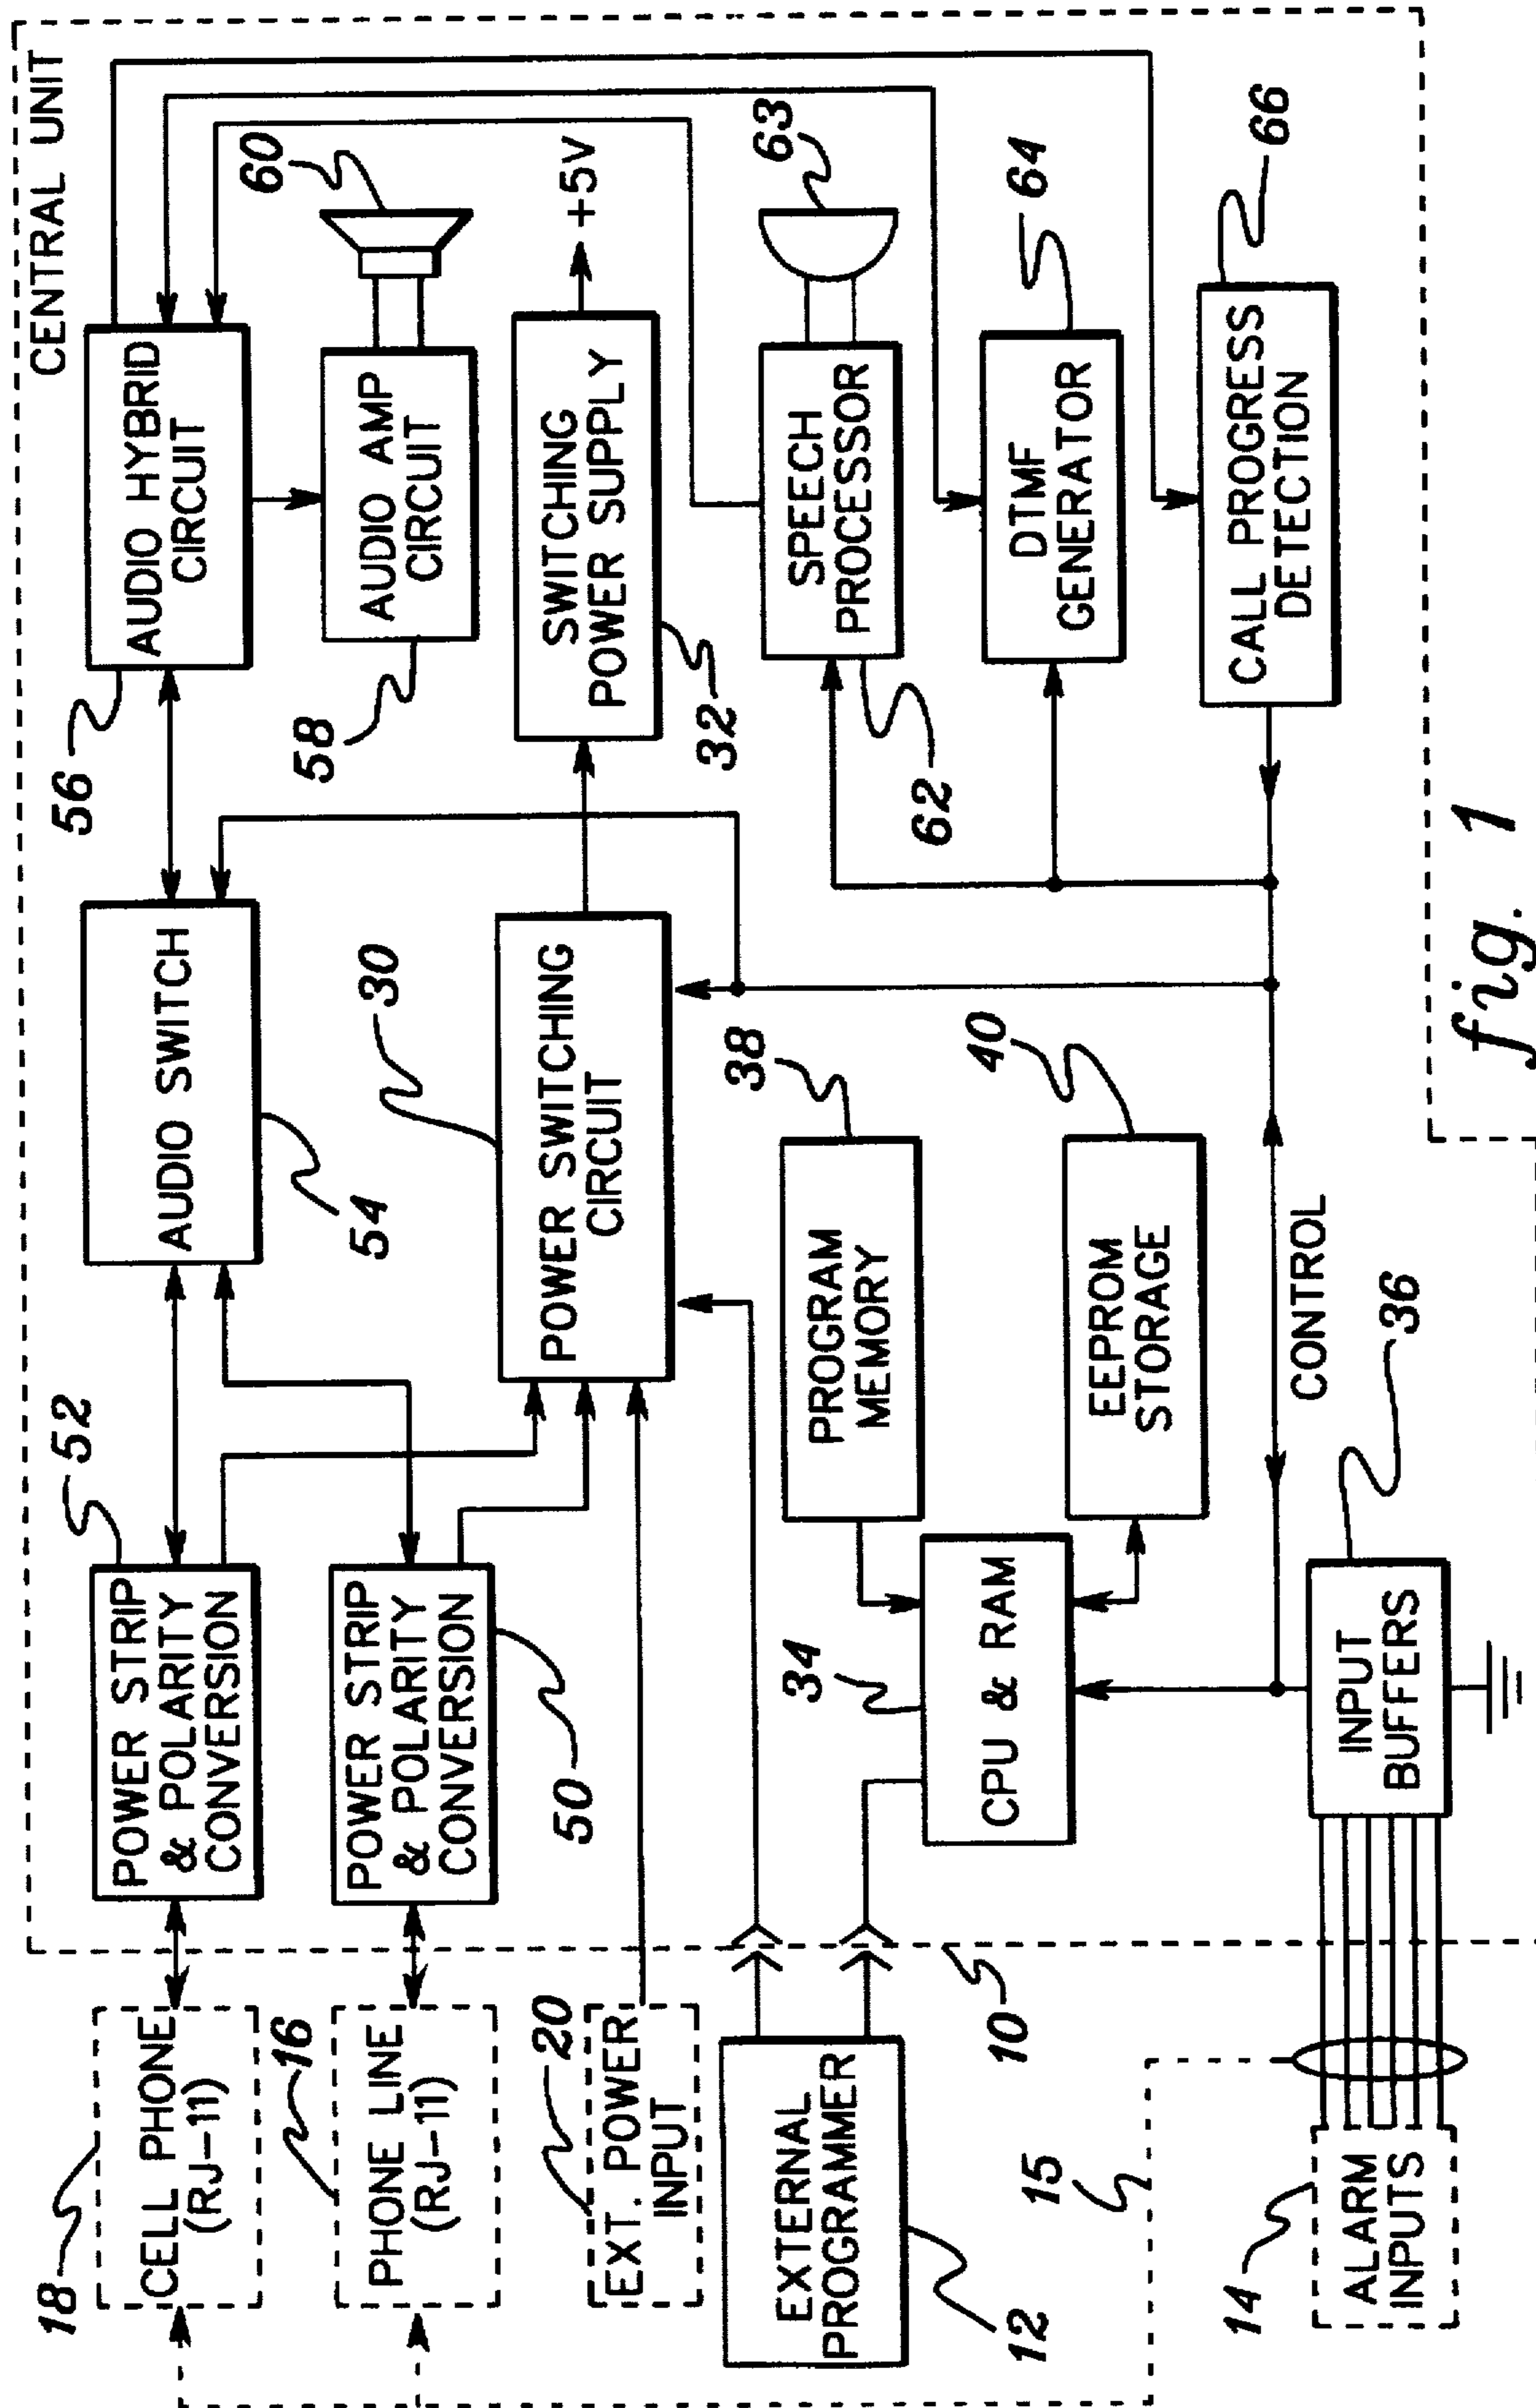 CENTRAL UNIT
18
CELL PHONE
(RJ-11)
52
POWER STRIP
& POLARITY
CONVERSION
AUDIO SWITCH
54
56
AUDIO HYBRID
CIRCUIT
16
PHONE LINE
(RJ-11)
POWER STRIP
& POLARITY
CONVERSION
50
58
AUDIO AMP
CIRCUIT
60
20
EXT. POWER
INPUT
30
POWER SWITCHING
CIRCUIT
SWITCHING
POWER SUPPLY
32
+5V
EXTERNAL
PROGRAMMER
12
10
34
CPU & RAM
38
PROGRAM
MEMORY
40
EEPROM
STORAGE
SPEECH
PROCESSOR
62
63
DTMF
GENERATOR
64
15
14
ALARM
INPUTS
INPUT
BUFFERS
36
CONTROL
CALL PROGRESS
DETECTION
66
fig. 1